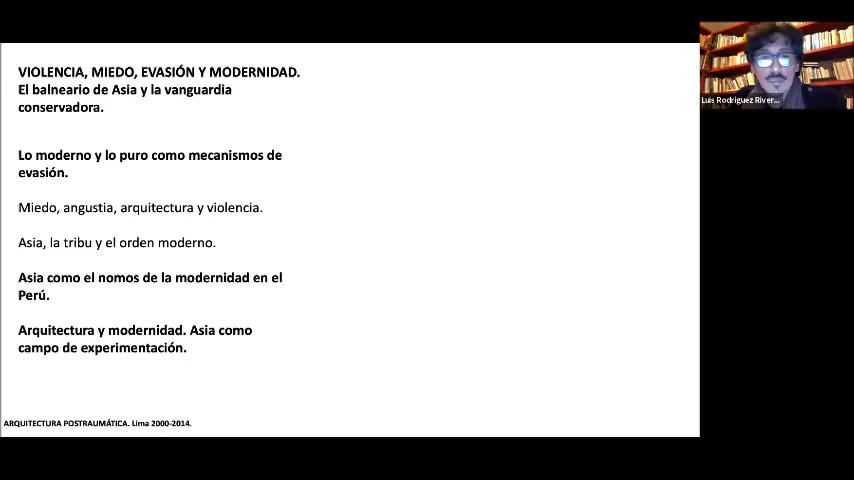 VIOLENCIA, MIEDO, EVASIÓN Y MODERNIDAD.
El balneario de Asia y la vanguardia
conservadora.
Lo moderno y lo puro como mecanismos de
evasión.
Miedo, angustia, arquitectura y violencia.
Asia, la tribu y el orden moderno.
Asia como el nomos de la modernidad en el
Perú.
Arquitectura y modernidad. Asia como
campo de experimentación.
ARQUITECTURA POSTRAUMÁTICA. Lima 2000-2014.
Luis Rodriguez River...